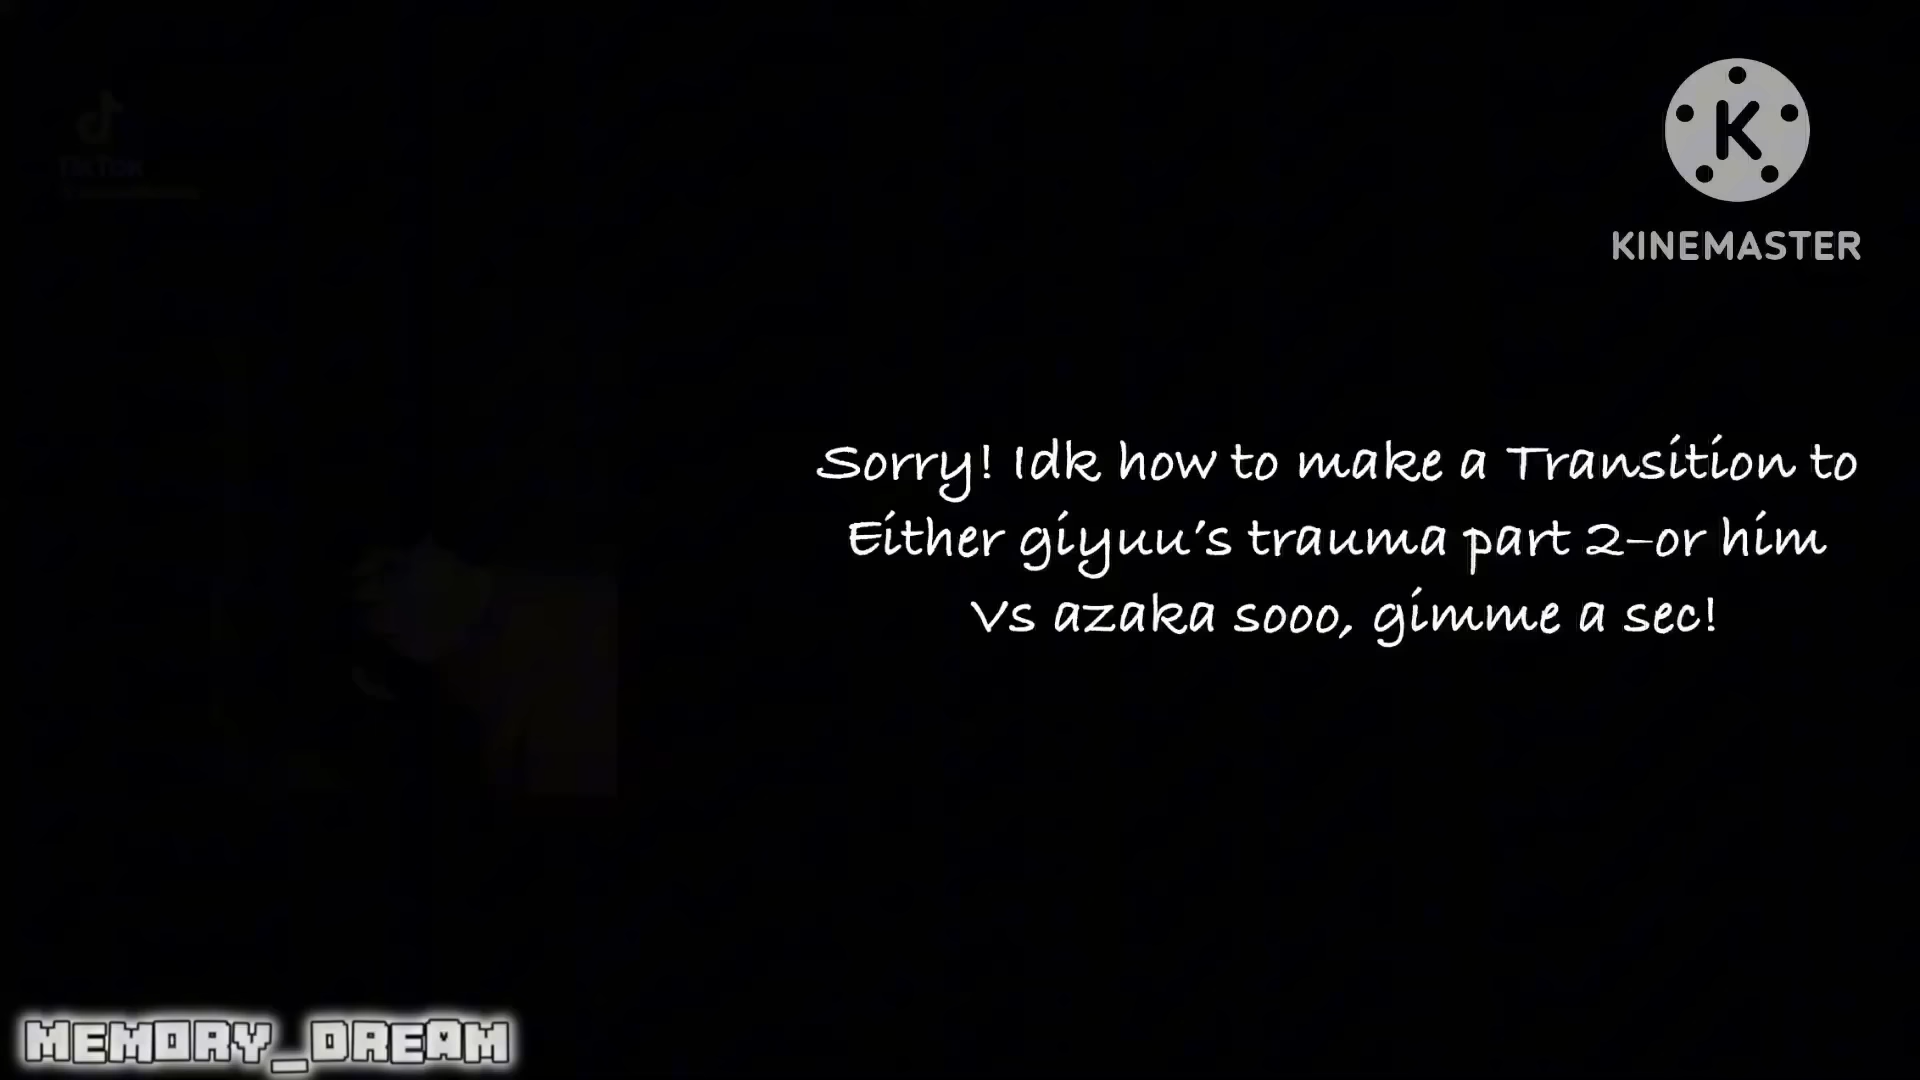 TikTok
KINEMASTER
Sorry! Idk how to make a Transition to
Either giyuu's trauma part 2–or him
Vs azaka sooo, gimme a sec!
MEMORY_DREAM